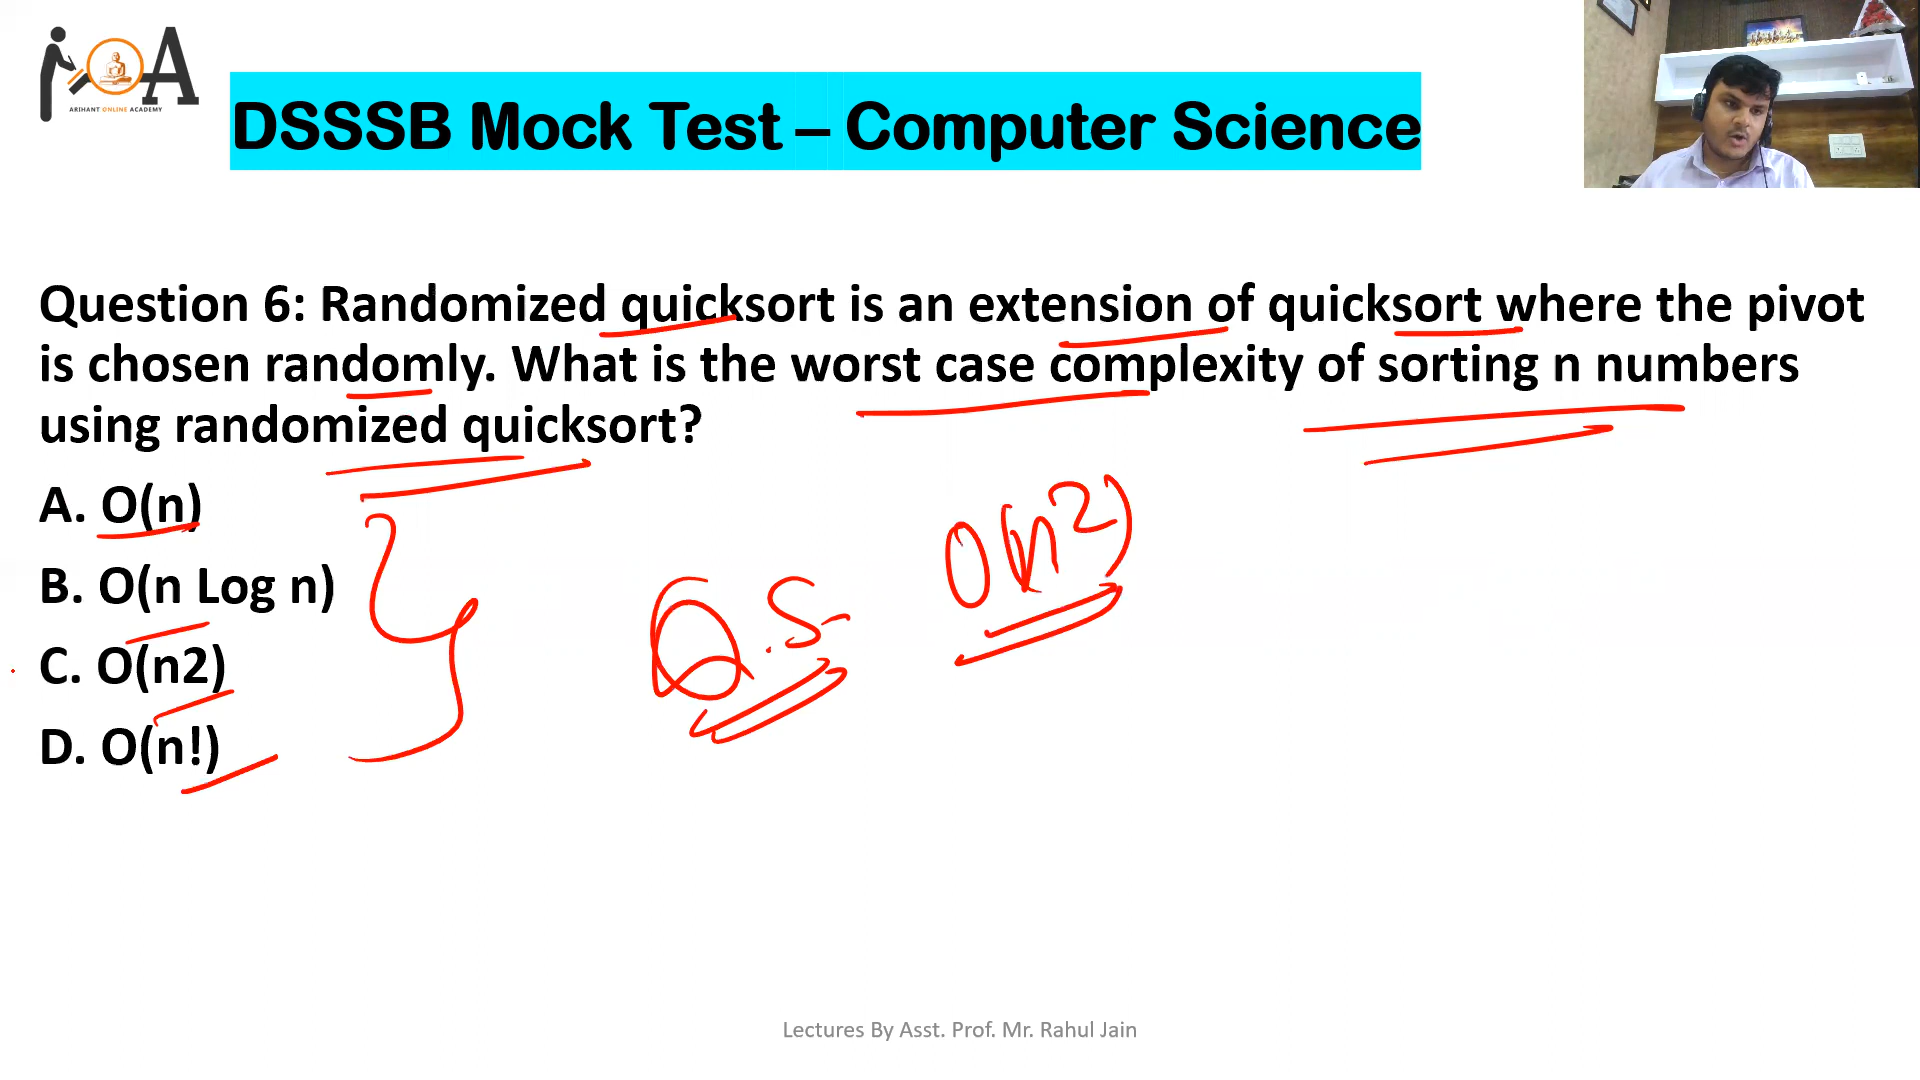 ARIHANT ONLINE ACADEMY
DSSSB Mock Test – Computer Science
Question 6: Randomized quicksort is an extension of quicksort where the pivot
is chosen randomly. What is the worst case complexity of sorting n numbers
using randomized quicksort?
A. O(n)
B. O(n Log n)
C. O(n2)
D. O(n!)
Q.S.
O(n²)
Lectures By Asst. Prof. Mr. Rahul Jain